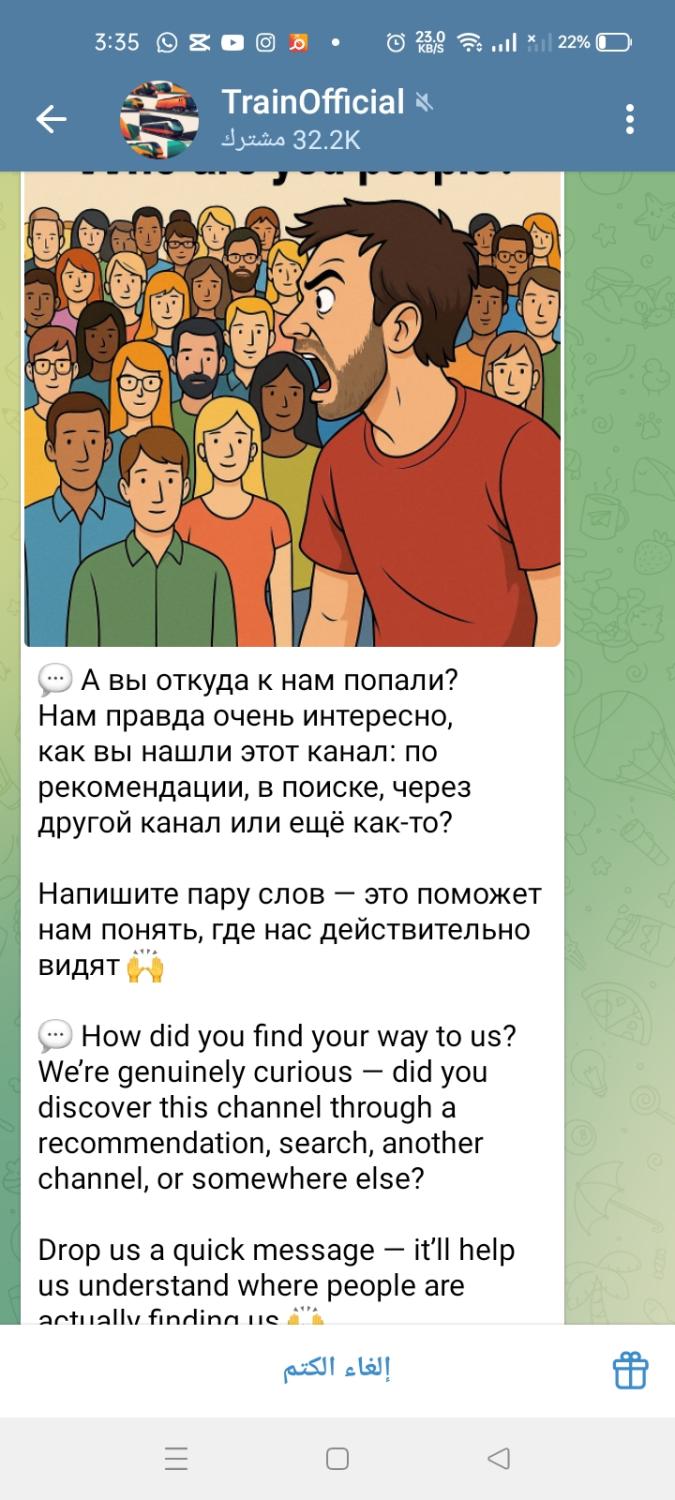 3:35
23.0
KB/S
22%
TrainOfficial
32.2K مشترك
Who are you people?
💬 А вы откуда к нам попали?
Нам правда очень интересно,
как вы нашли этот канал: по
рекомендации, в поиске, через
другой канал или ещё как-то?
Напишите пару слов — это поможет
нам понять, где нас действительно
видят 🙌
💬 How did you find your way to us?
We’re genuinely curious — did you
discover this channel through a
recommendation, search, another
channel, or somewhere else?
Drop us a quick message — it’ll help
us understand where people are
actually finding us 🙌
إلغاء الكتم